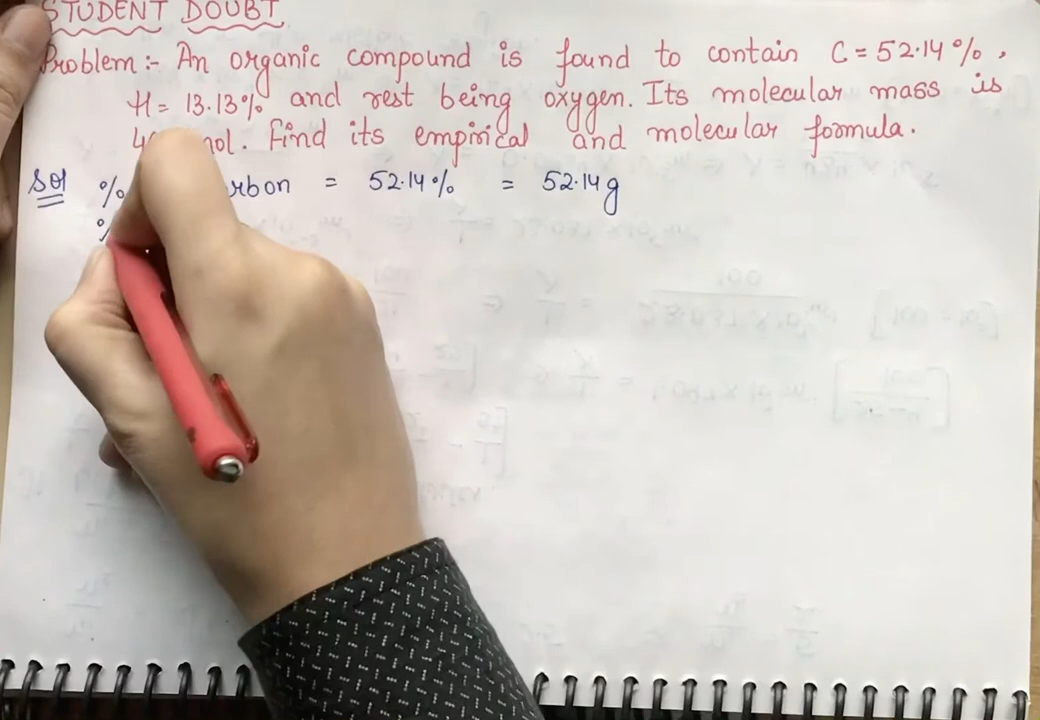 STUDENT DOUBT
Problem:- An organic compound is found to contain C = 52.14%,
H = 13.13% and rest being oxygen. Its molecular mass is
mol. Find its empirical and molecular formula.
Sol % = 52.14% = 52.14g
%